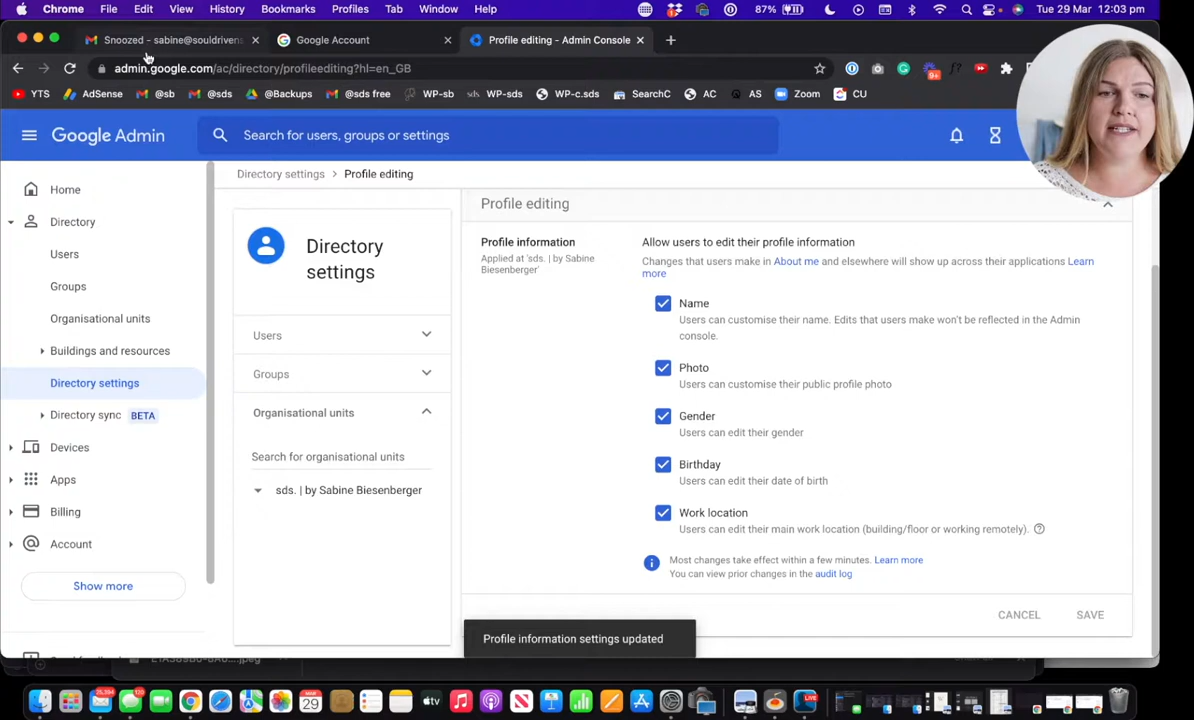 Chrome File Edit View History Bookmarks Profiles Tab Window Help 87% Tue 29 Mar 12:03 pm
Snoozed - sabine@souldriven Google Account Profile editing - Admin Console
admin.google.com/ac/directory/profileediting?hl=en_GB
YTS AdSense @sb @sds @Backups @sds free WP-sb WP-sds WP-c.sds SearchC AC AS Zoom CU
Google Admin Search for users, groups or settings
Directory settings > Profile editing
Home
Directory
Users
Groups
Organisational units
Buildings and resources
Directory settings
Directory sync BETA
Devices
Apps
Billing
Account
Show more
Directory
settings
Users
Groups
Organisational units
Search for organisational units
sds. | by Sabine Biesenberger
Profile editing
Profile information
Applied at 'sds. | by Sabine
Biesenberger'
Allow users to edit their profile information
Changes that users make in About me and elsewhere will show up across their applications Learn
more
Name
Users can customise their name. Edits that users make won't be reflected in the Admin
console.
Photo
Users can customise their public profile photo
Gender
Users can edit their gender
Birthday
Users can edit their date of birth
Work location
Users can edit their main work location (building/floor or working remotely).
Most changes take effect within a few minutes. Learn more
You can view prior changes in the audit log
CANCEL SAVE
Profile information settings updated